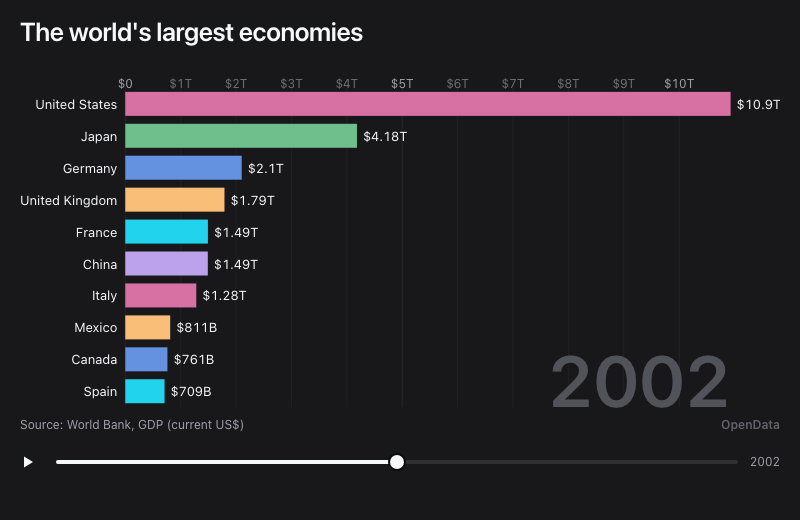 The world's largest economies
$0 $1T $2T $3T $4T $5T $6T $7T $8T $9T $10T
United States $10.9T
Japan $4.18T
Germany $2.1T
United Kingdom $1.79T
France $1.49T
China $1.49T
Italy $1.28T
Mexico $811B
Canada $761B
Spain $709B
2002
Source: World Bank, GDP (current US$) OpenData
2002